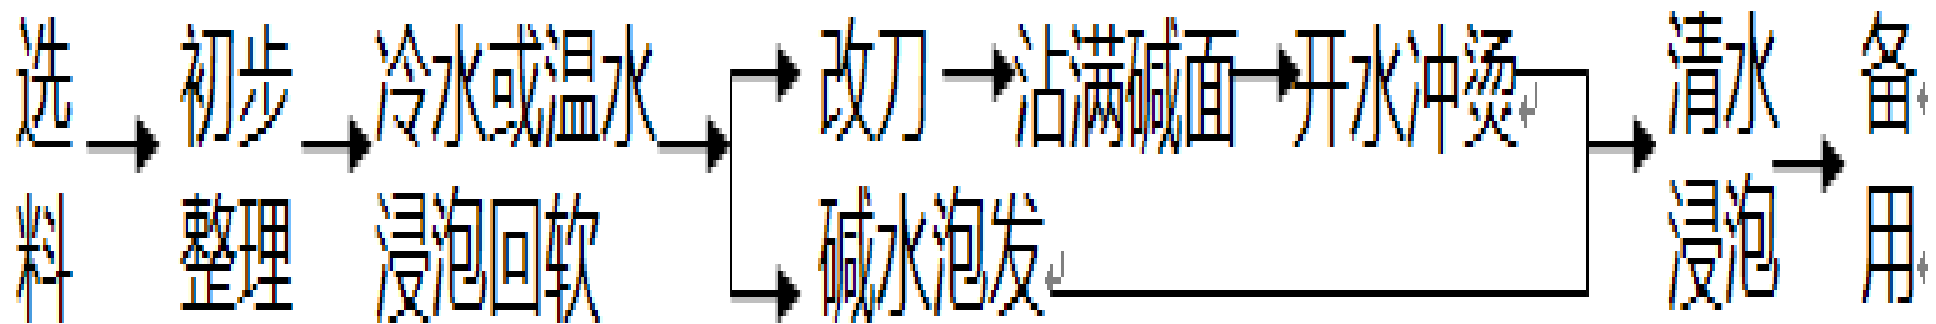 选料
初步整理
冷水或温水浸泡回软
改刀
沾满碱面
开水冲烫
碱水泡发
清水浸泡
备用